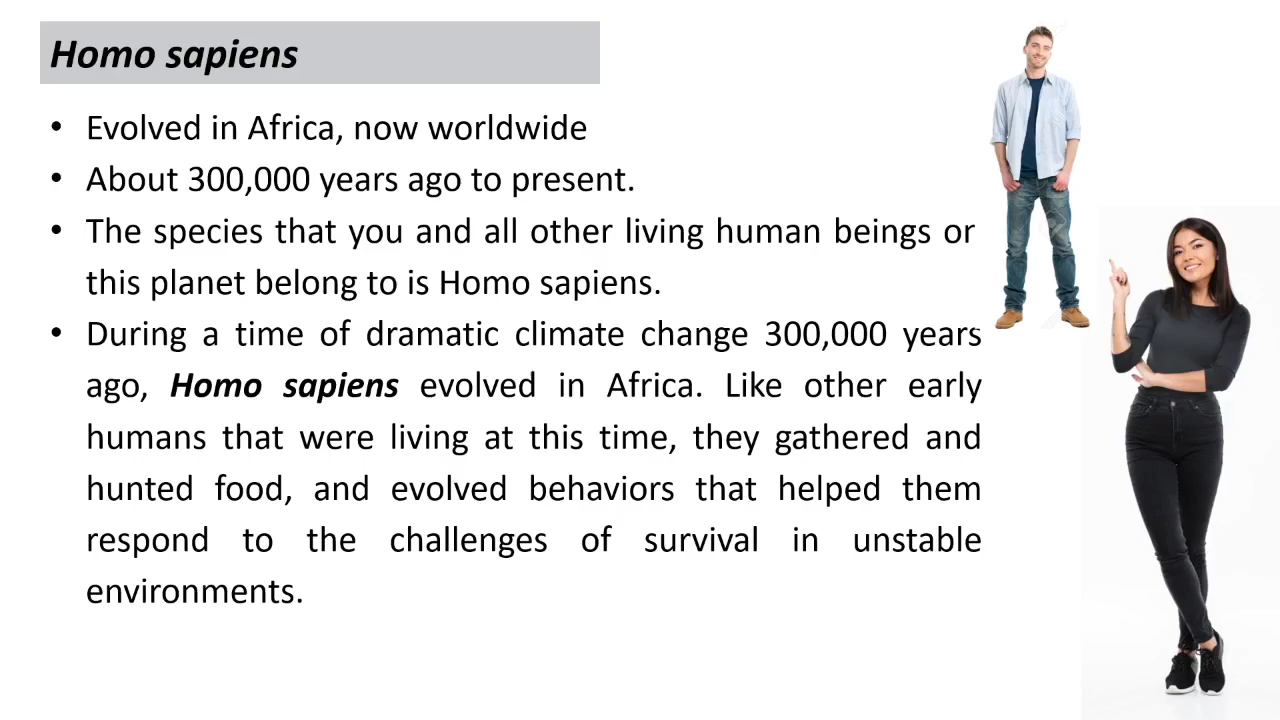 Homo sapiens
• Evolved in Africa, now worldwide
• About 300,000 years ago to present.
• The species that you and all other living human beings or
this planet belong to is Homo sapiens.
• During a time of dramatic climate change 300,000 years
ago, Homo sapiens evolved in Africa. Like other early
humans that were living at this time, they gathered and
hunted food, and evolved behaviors that helped them
respond to the challenges of survival in unstable
environments.